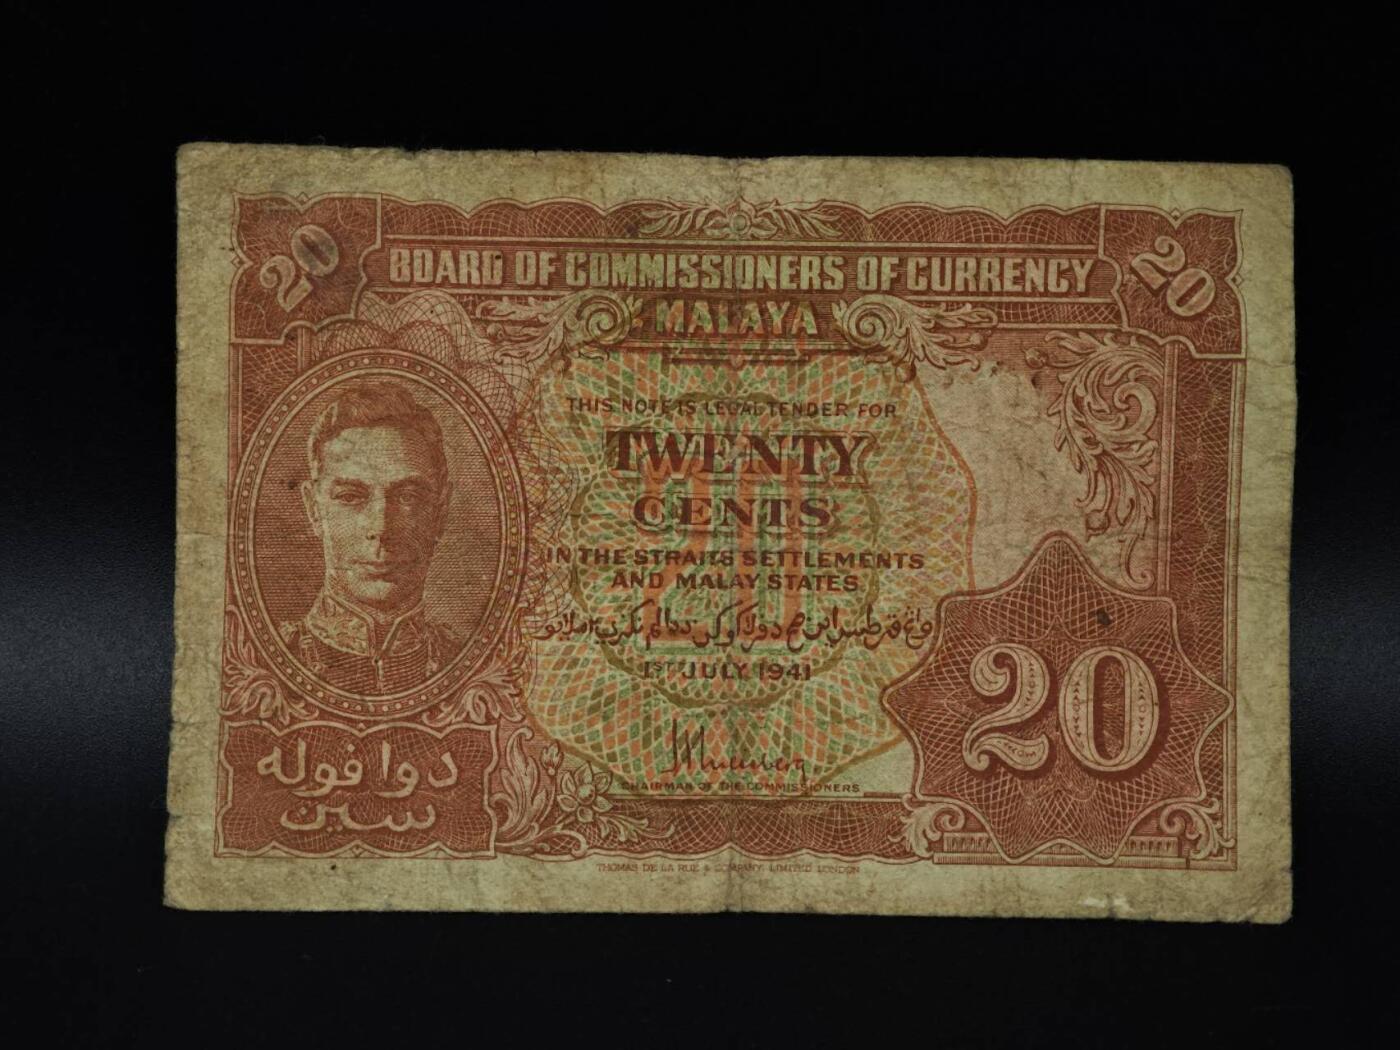 20
20
BOARD OF COMMISSIONERS OF CURRENCY
MALAYA
THIS NOTE IS LEGAL TENDER FOR
TWENTY
CENTS
20
IN THE STRAITS SETTLEMENTS
AND MALAY STATES
1ST JULY 1941
20
دوا ڤوله
سين
CHAIRMAN OF THE COMMISSIONERS
THOMAS DE LA RUE & COMPANY, LIMITED LONDON